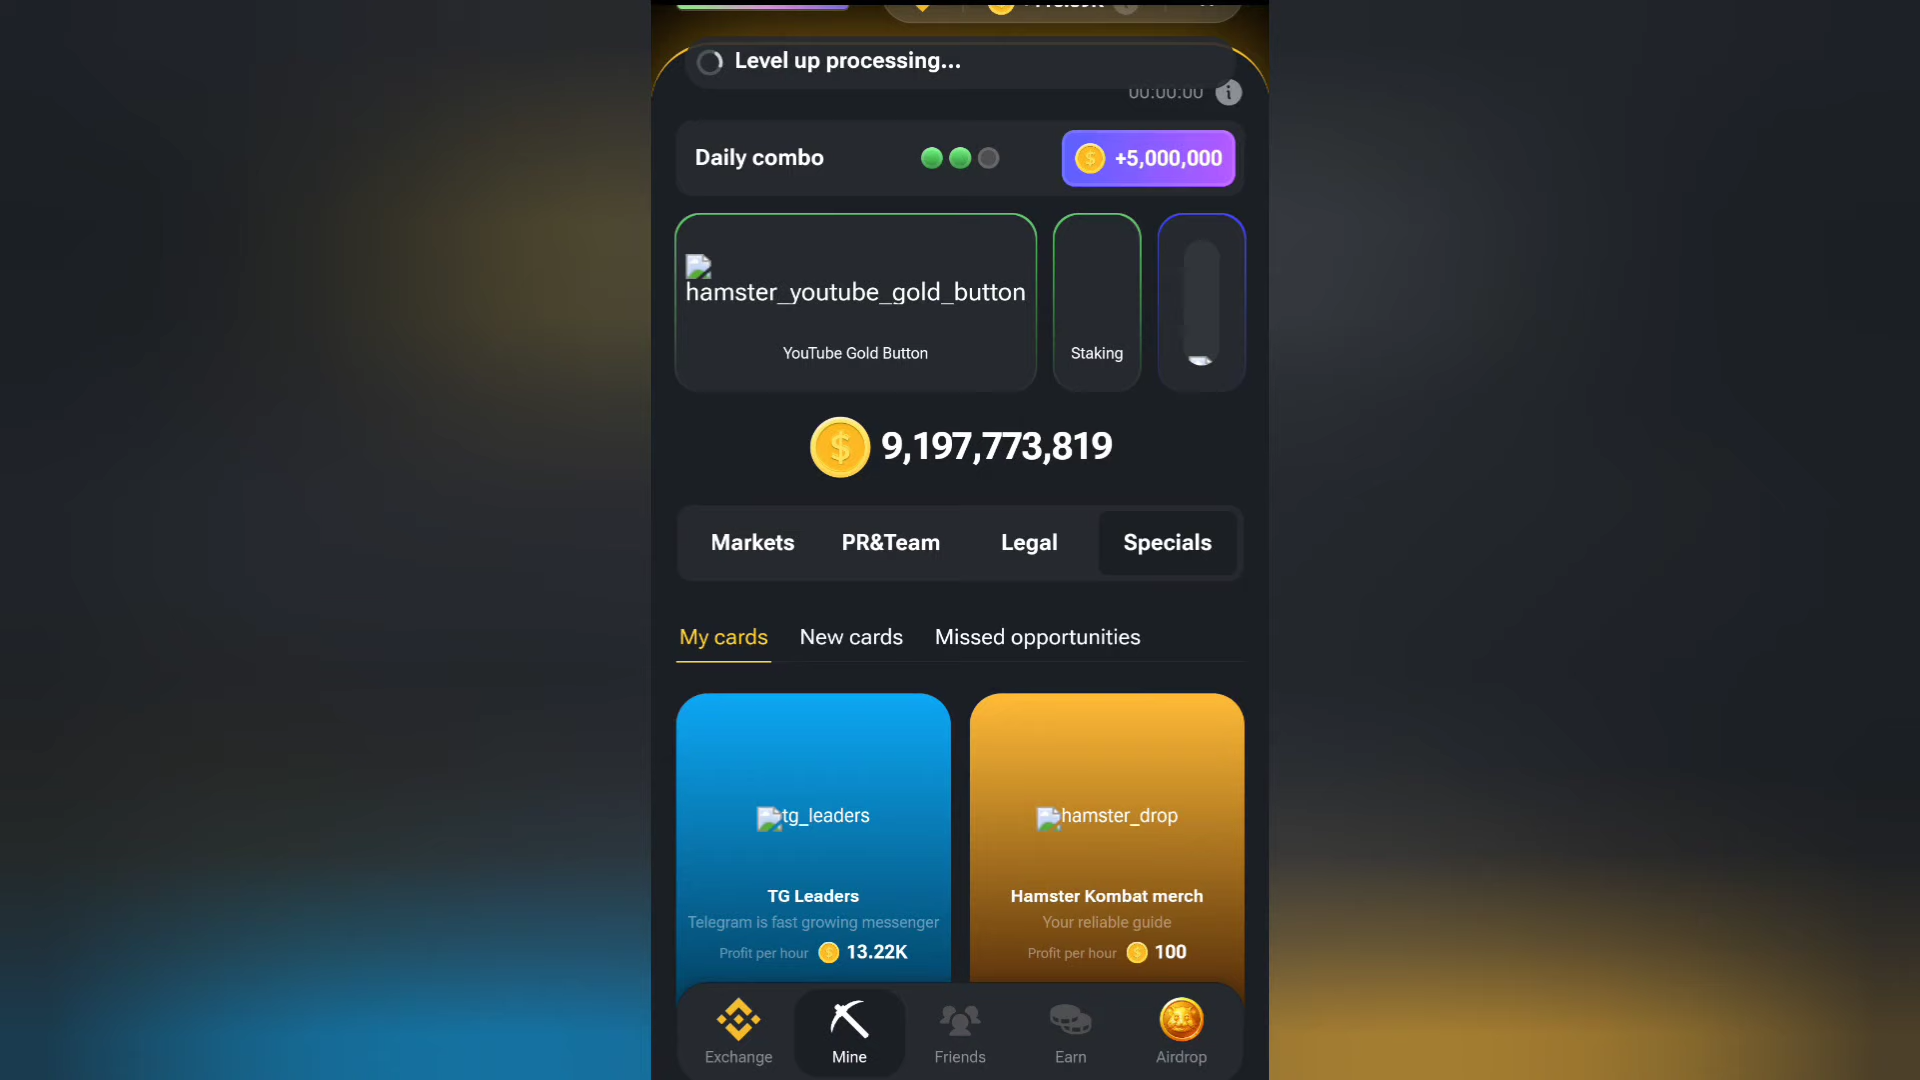 Level up processing...
00:00:00
Daily combo
+5,000,000
hamster_youtube_gold_button
YouTube Gold Button
Staking
9,197,773,819
Markets PR&Team Legal Specials
My cards New cards Missed opportunities
tg_leaders
TG Leaders
Telegram is fast growing messenger
Profit per hour 13.22K
hamster_drop
Hamster Kombat merch
Your reliable guide
Profit per hour 100
Exchange Mine Friends Earn Airdrop